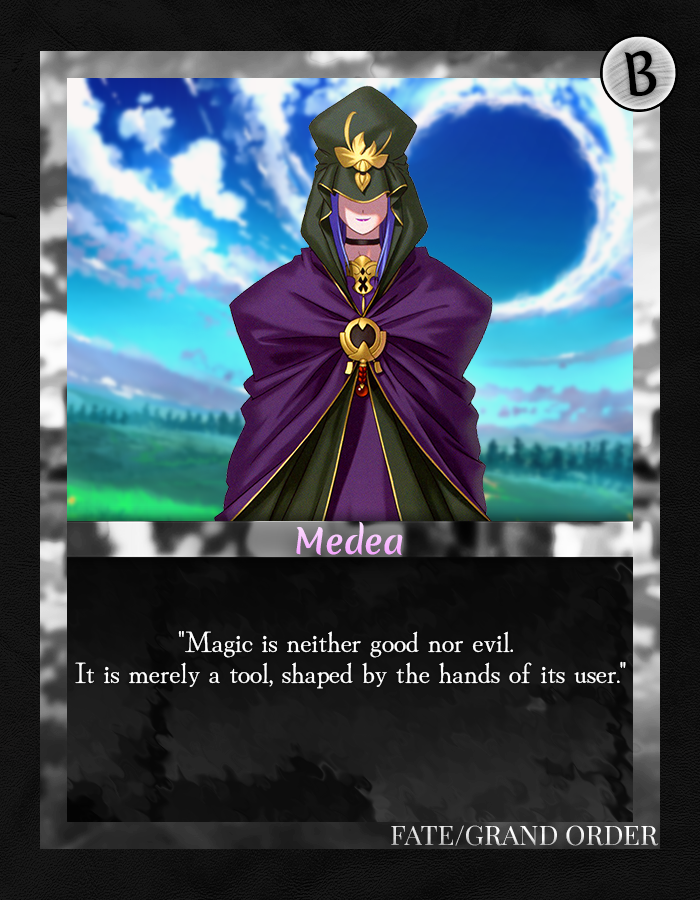 B
Medea
"Magic is neither good nor evil.
It is merely a tool, shaped by the hands of its user."
FATE/GRAND ORDER